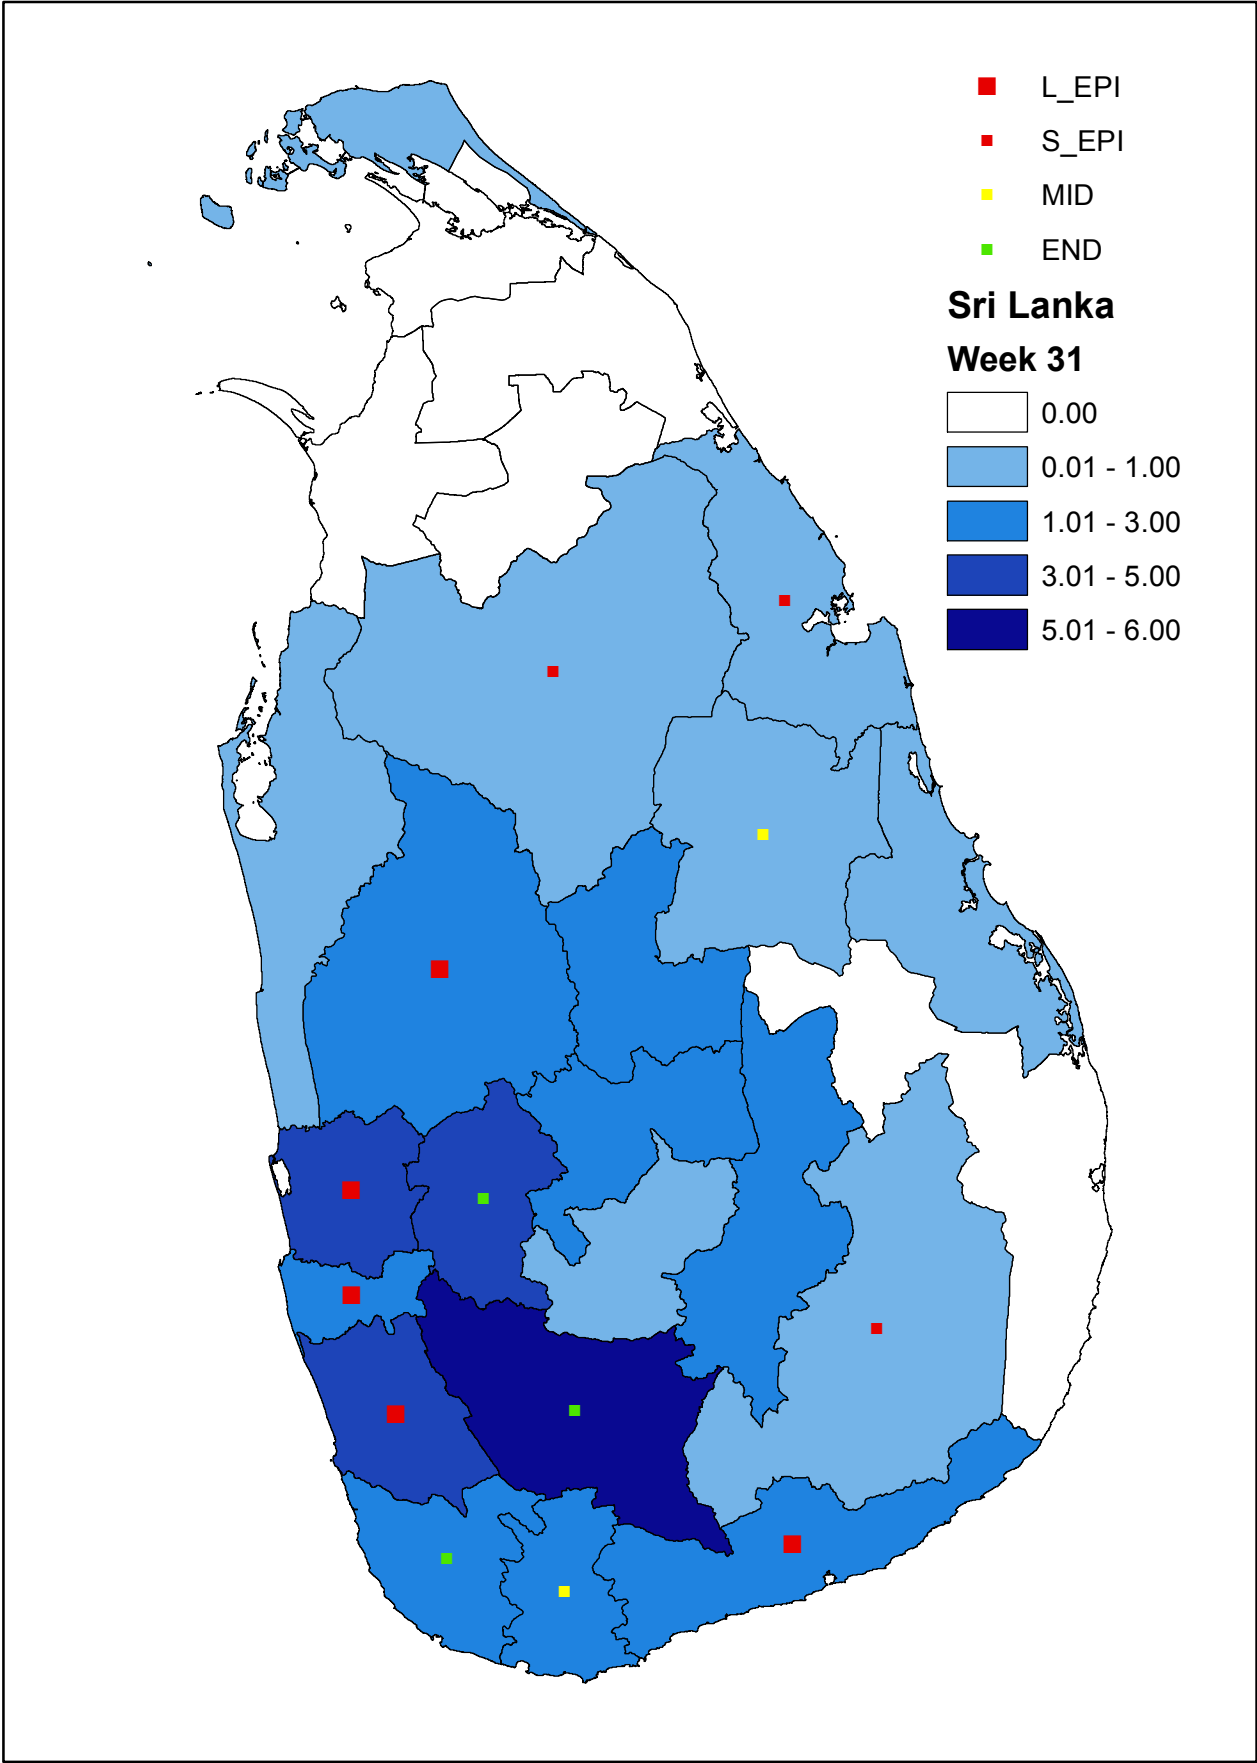 L_EPI
S_EPI
MID
END
Sri Lanka
Week 31
0.00
0.01 - 1.00
1.01 - 3.00
3.01 - 5.00
5.01 - 6.00